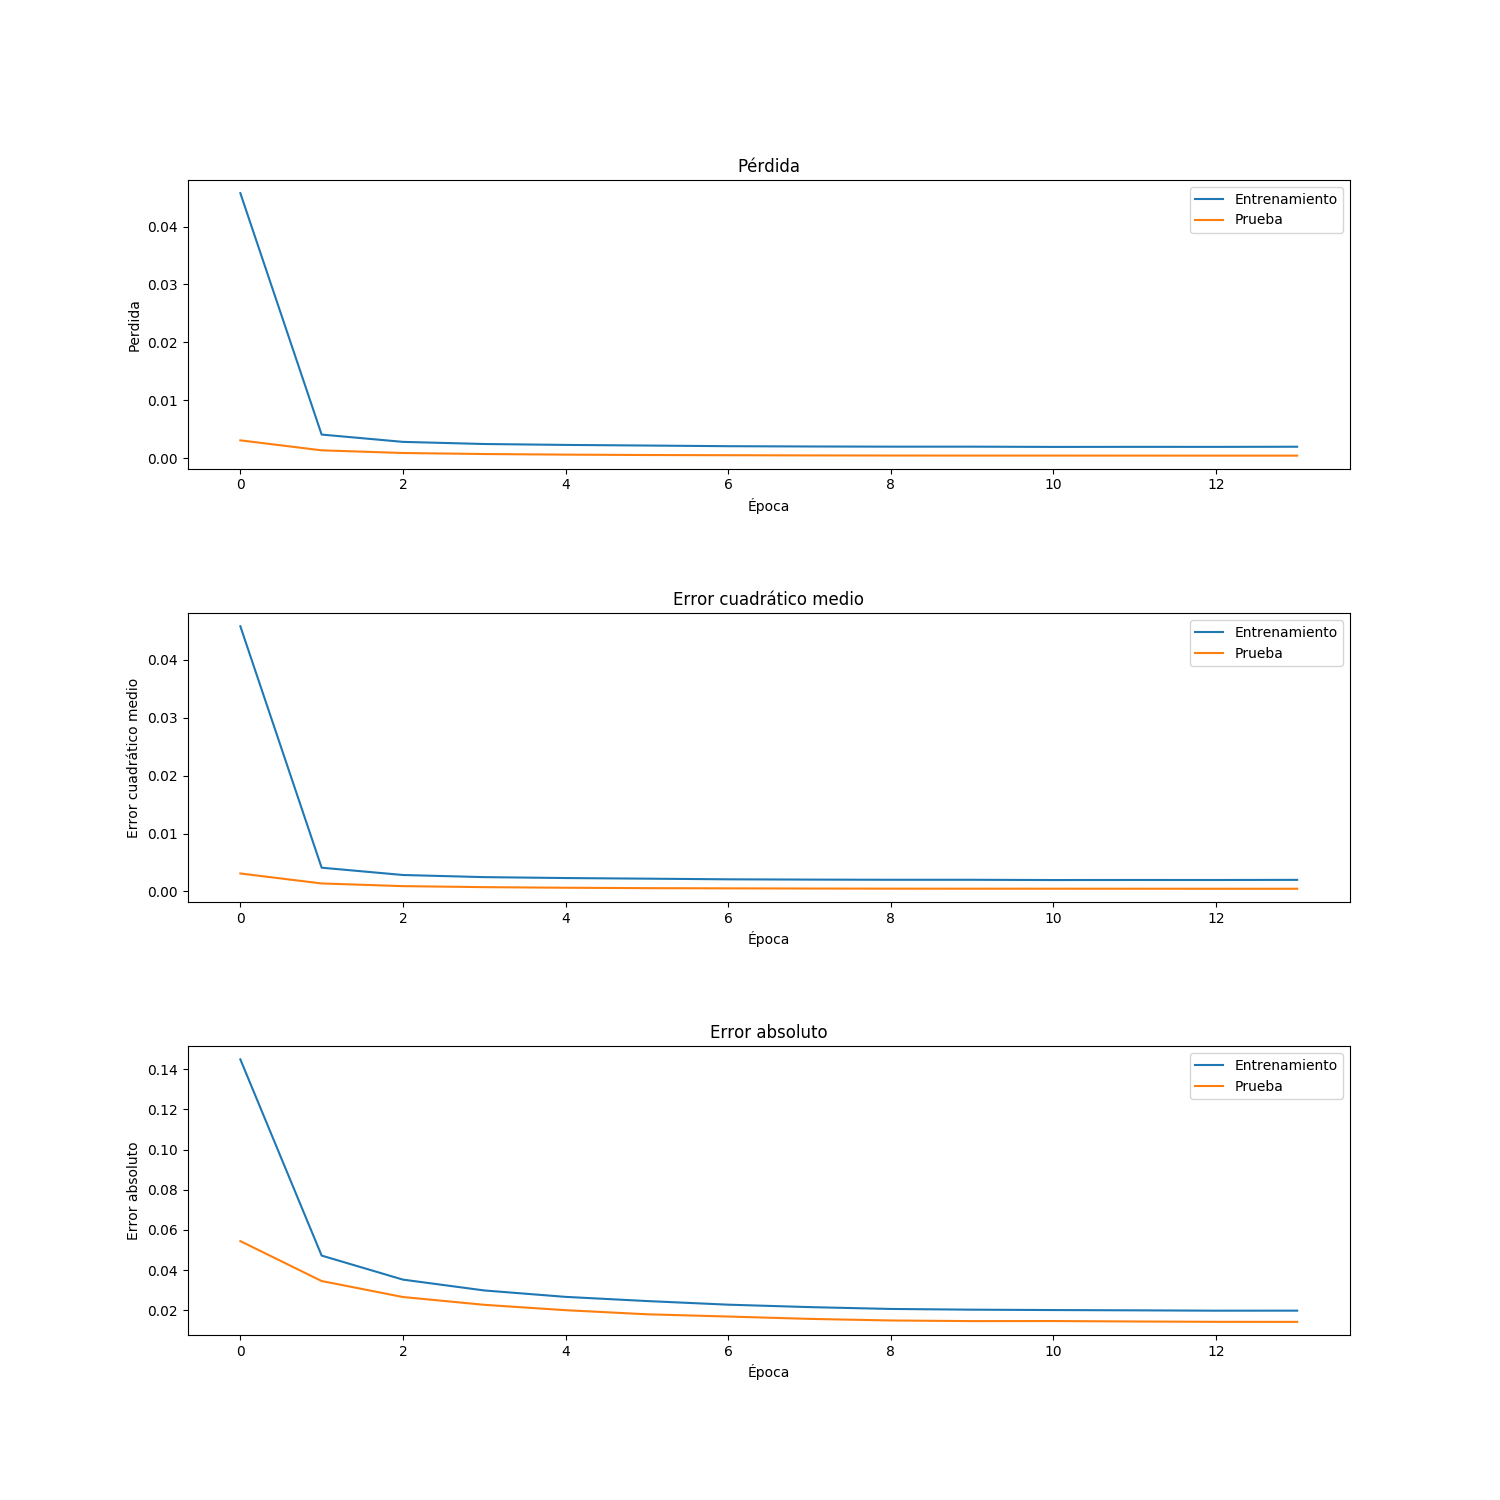 Pérdida
Entrenamiento
Prueba
0.04
0.03
0.02
0.01
0.00
Perdida
0 2 4 6 8 10 12
Época
Error cuadrático medio
Entrenamiento
Prueba
0.04
0.03
0.02
0.01
0.00
Error cuadrático medio
0 2 4 6 8 10 12
Época
Error absoluto
Entrenamiento
Prueba
0.14
0.12
0.10
0.08
0.06
0.04
0.02
Error absoluto
0 2 4 6 8 10 12
Época